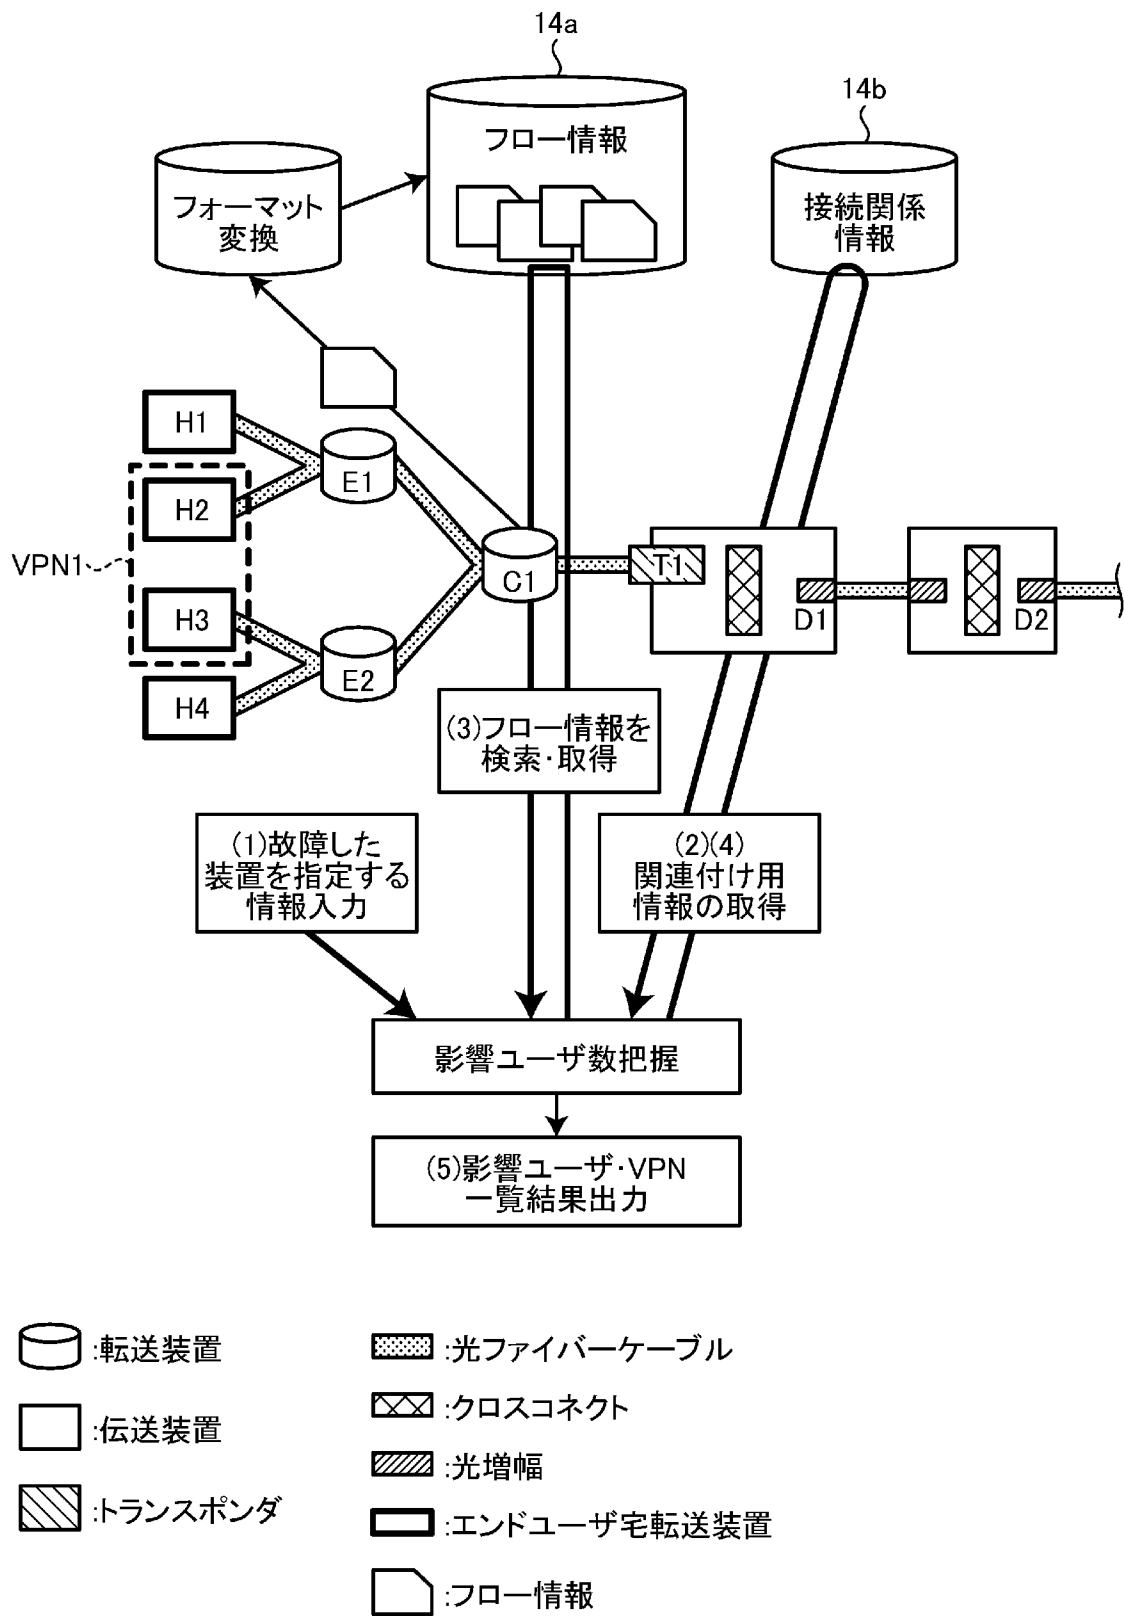 14a
14b
フロー情報
フォーマット
変換
接続関係
情報
H1
H2
H3
H4
VPN1
E1
E2
C1
T1
D1
D2
(3)フロー情報を
検索・取得
(1)故障した
装置を指定する
情報入力
(2)(4)
関連付け用
情報の取得
影響ユーザ数把握
(5)影響ユーザ・VPN
一覧結果出力
:転送装置
:伝送装置
:トランスポンダ
:光ファイバーケーブル
:クロスコネクト
:光増幅
:エンドユーザ宅転送装置
:フロー情報